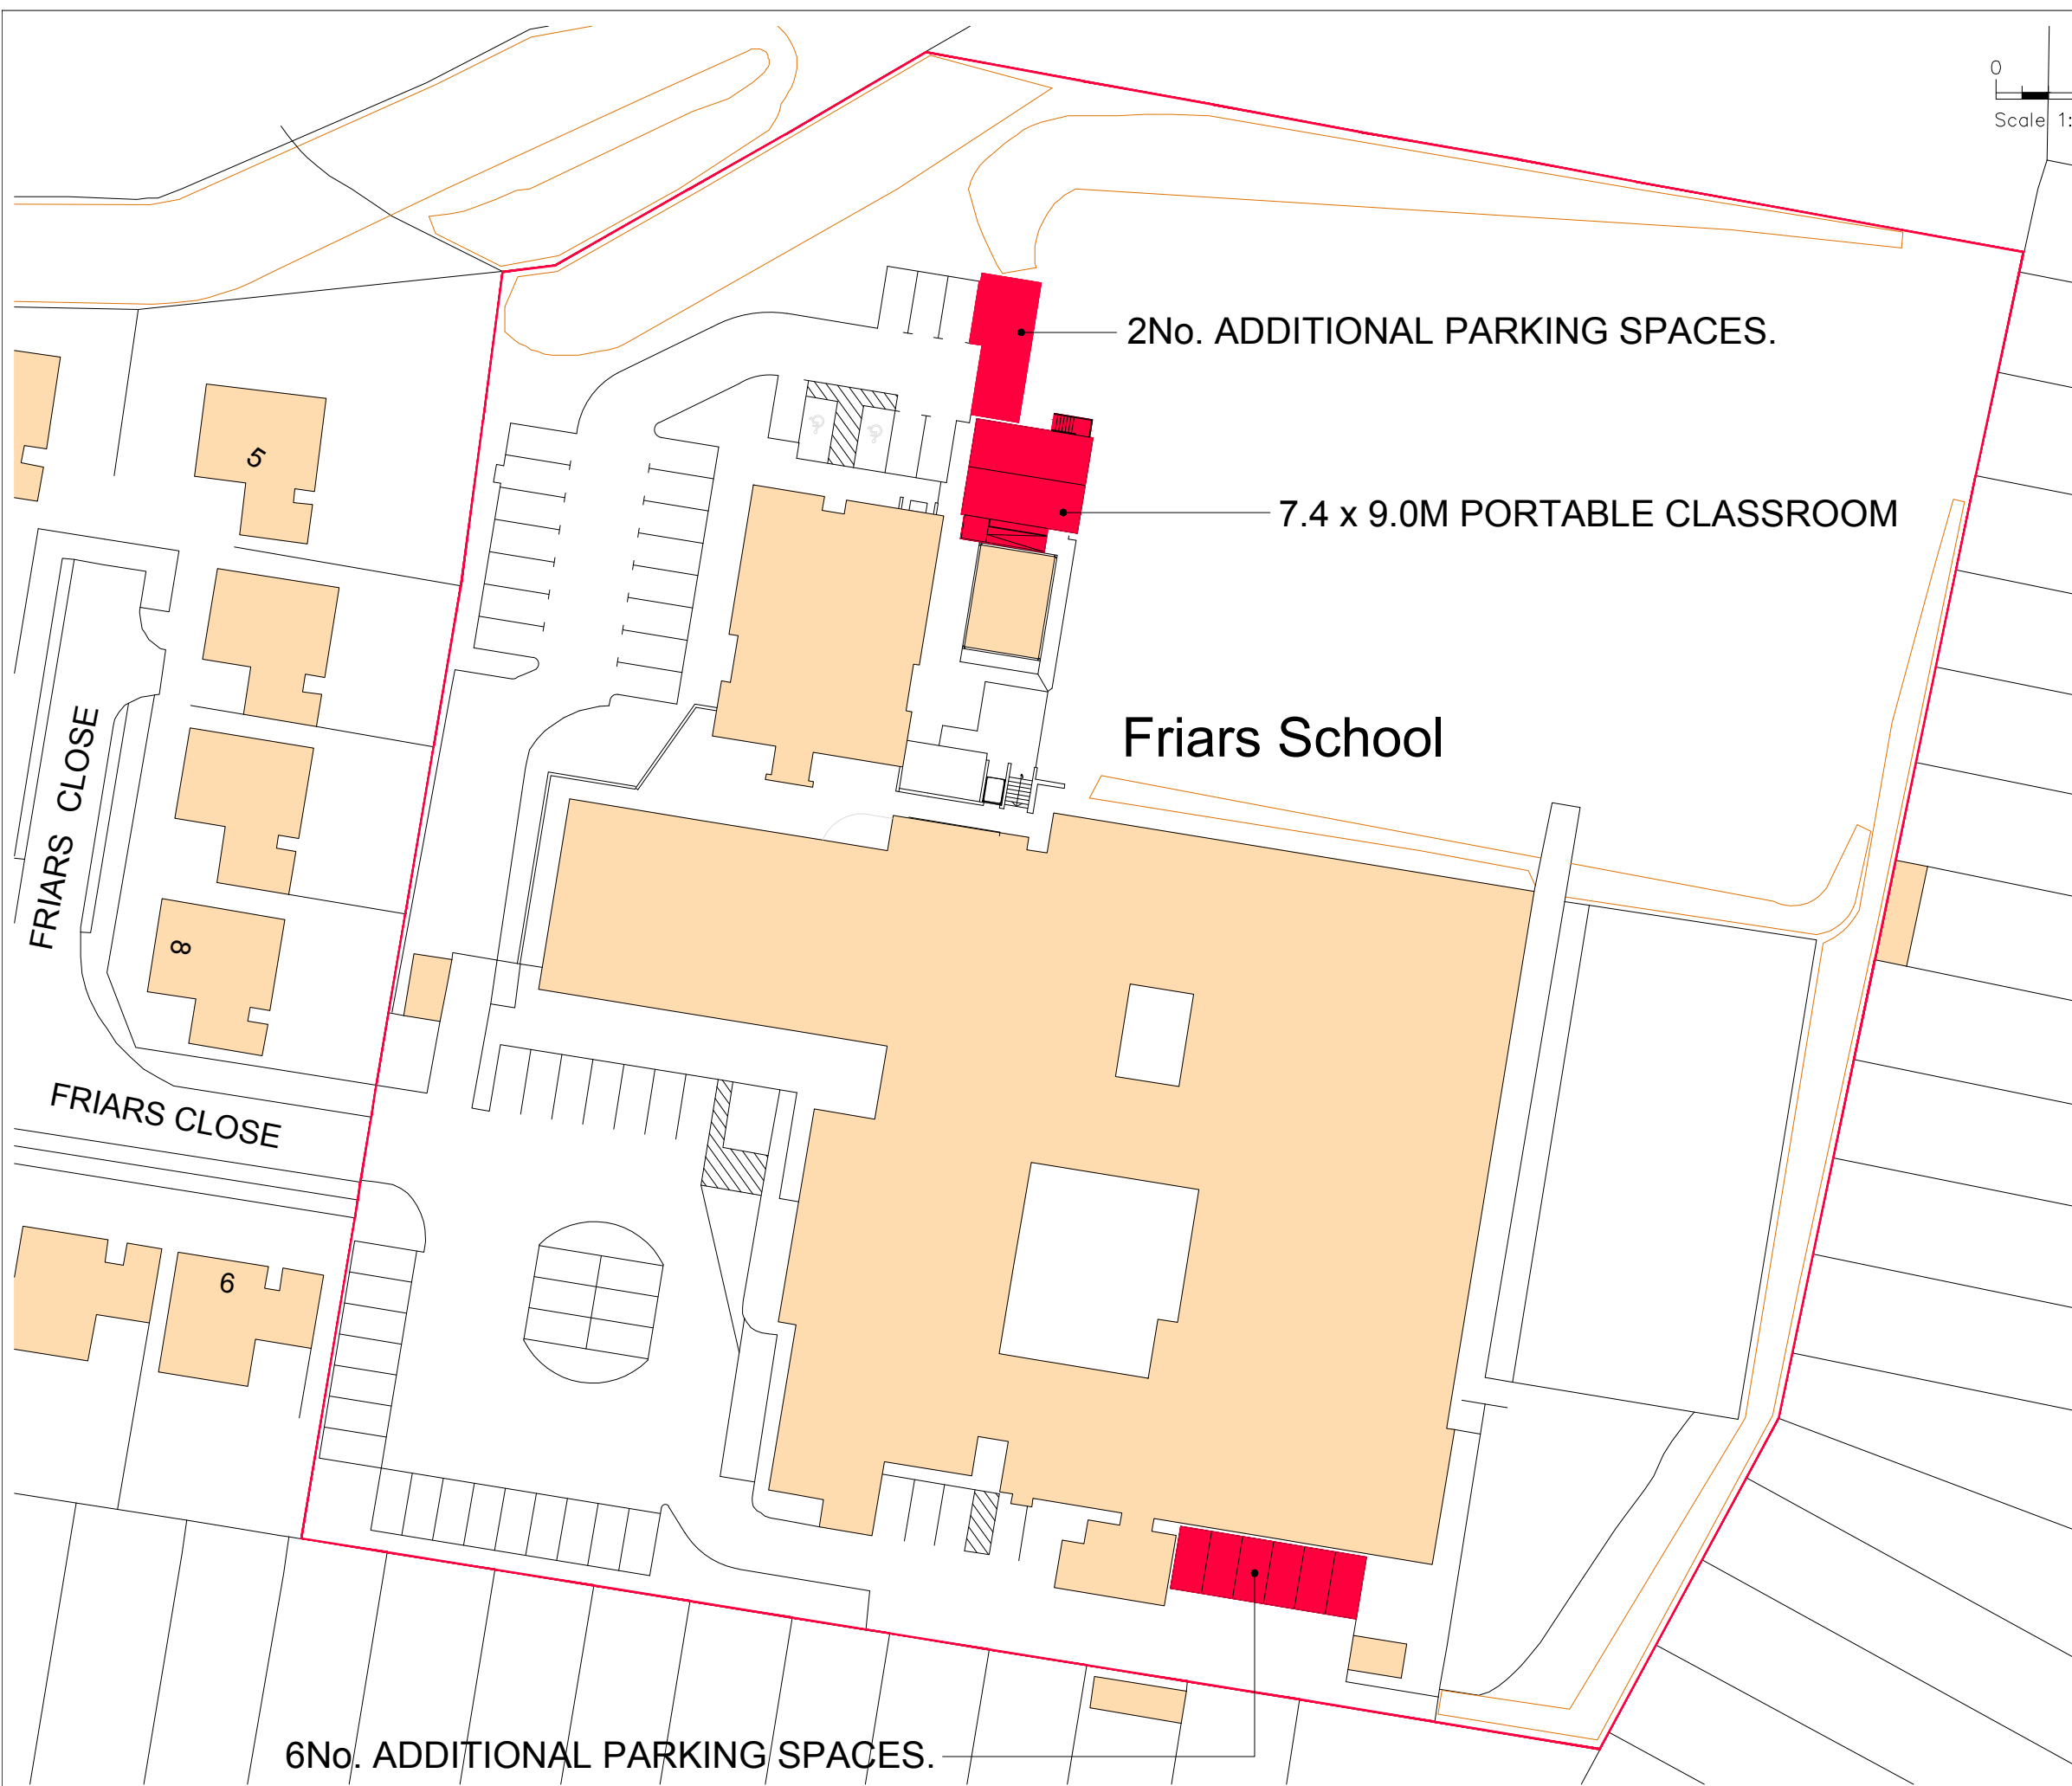 0
Scale 1:
2No. ADDITIONAL PARKING SPACES.
5
7.4 x 9.0M PORTABLE CLASSROOM
Friars School
FRIARS CLOSE
8
FRIARS CLOSE
6
6No. ADDITIONAL PARKING SPACES.